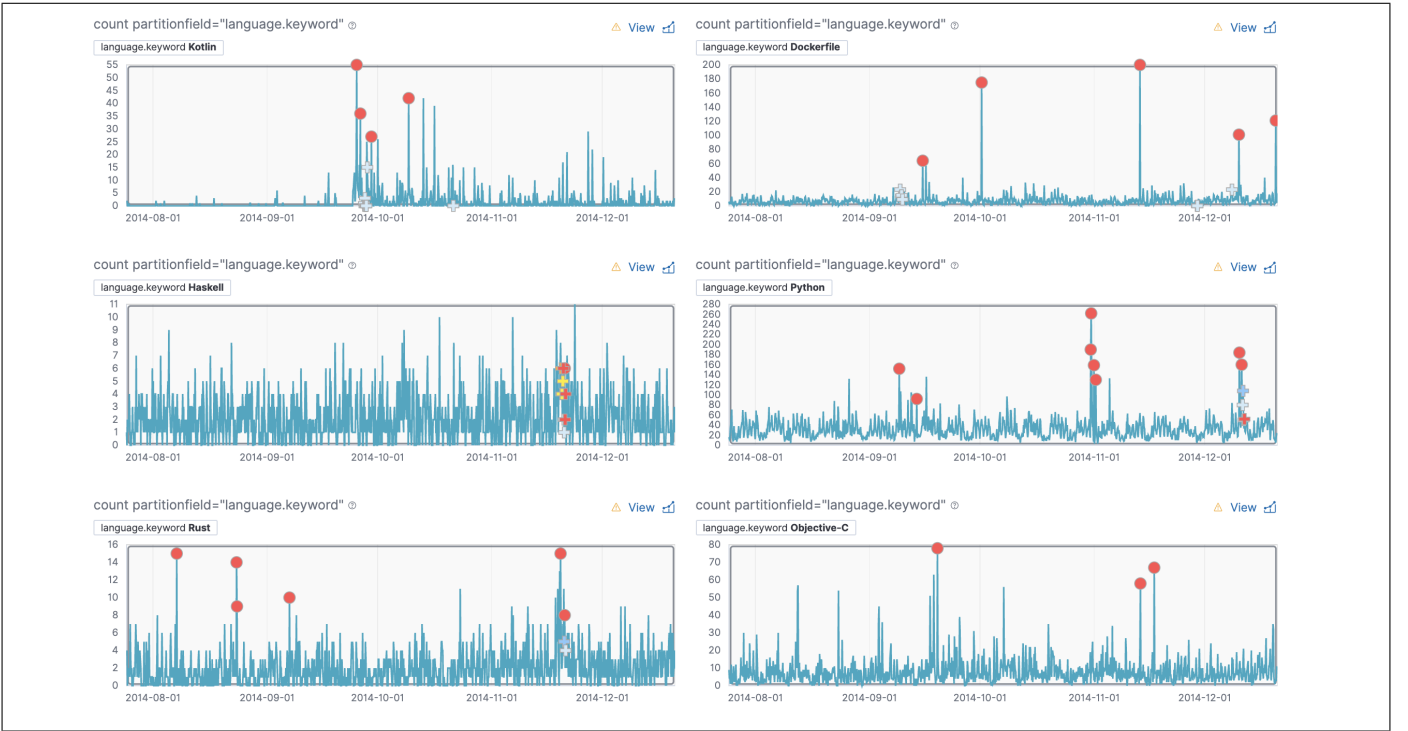 count partitionfield="language.keyword"
View
language.keyword Kotlin
55
50
45
40
35
30
25
20
15
10
5
0
2014-08-01 2014-09-01 2014-10-01 2014-11-01 2014-12-01
count partitionfield="language.keyword"
View
language.keyword Dockerfile
200
180
160
140
120
100
80
60
40
20
0
2014-08-01 2014-09-01 2014-10-01 2014-11-01 2014-12-01
count partitionfield="language.keyword"
View
language.keyword Haskell
11
10
9
8
7
6
5
4
3
2
1
0
2014-08-01 2014-09-01 2014-10-01 2014-11-01 2014-12-01
count partitionfield="language.keyword"
View
language.keyword Python
280
260
240
220
200
180
160
140
120
100
80
60
40
20
0
2014-08-01 2014-09-01 2014-10-01 2014-11-01 2014-12-01
count partitionfield="language.keyword"
View
language.keyword Rust
16
14
12
10
8
6
4
2
0
2014-08-01 2014-09-01 2014-10-01 2014-11-01 2014-12-01
count partitionfield="language.keyword"
View
language.keyword Objective-C
80
70
60
50
40
30
20
10
0
2014-08-01 2014-09-01 2014-10-01 2014-11-01 2014-12-01